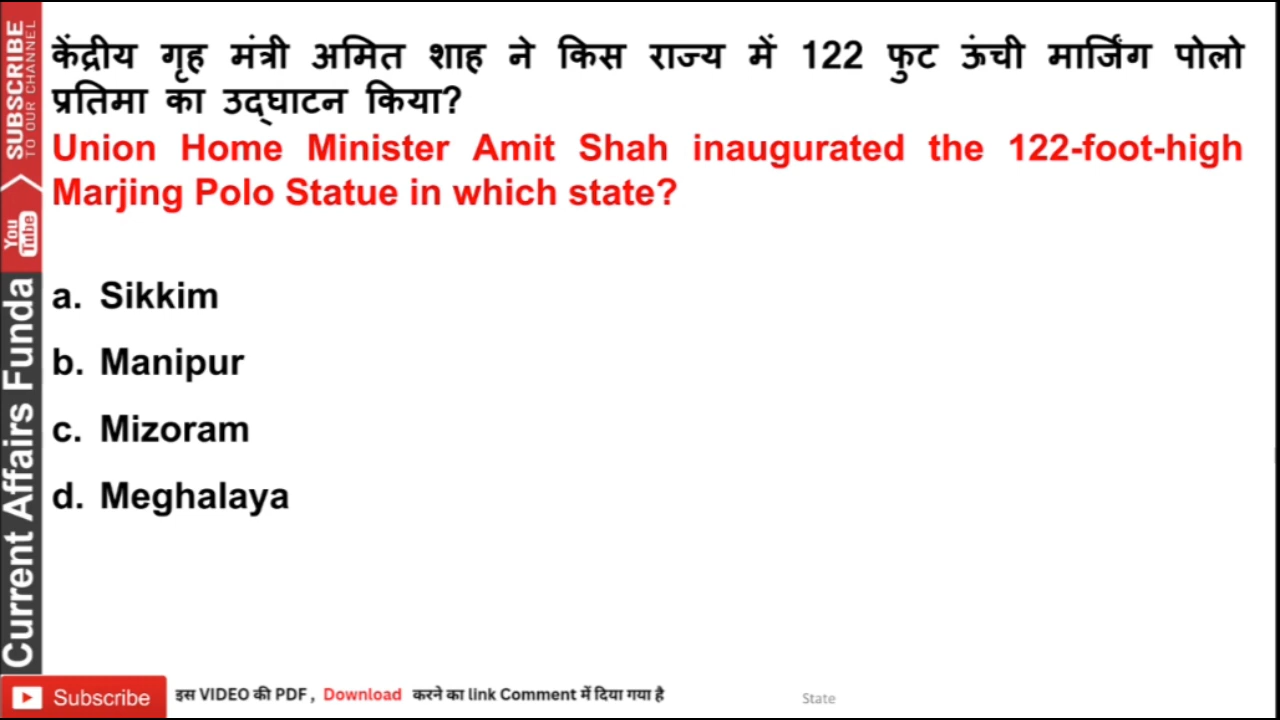 केंद्रीय गृह मंत्री अमित शाह ने किस राज्य में 122 फुट ऊंची मार्जिंग पोलो
प्रतिमा का उद्घाटन किया?
Union Home Minister Amit Shah inaugurated the 122-foot-high
Marjing Polo Statue in which state?
a. Sikkim
b. Manipur
c. Mizoram
d. Meghalaya
SUBSCRIBE
TO OUR CHANNEL
You Tube
Current Affairs Funda
Subscribe
इस VIDEO की PDF , Download करने का link Comment में दिया गया है
State